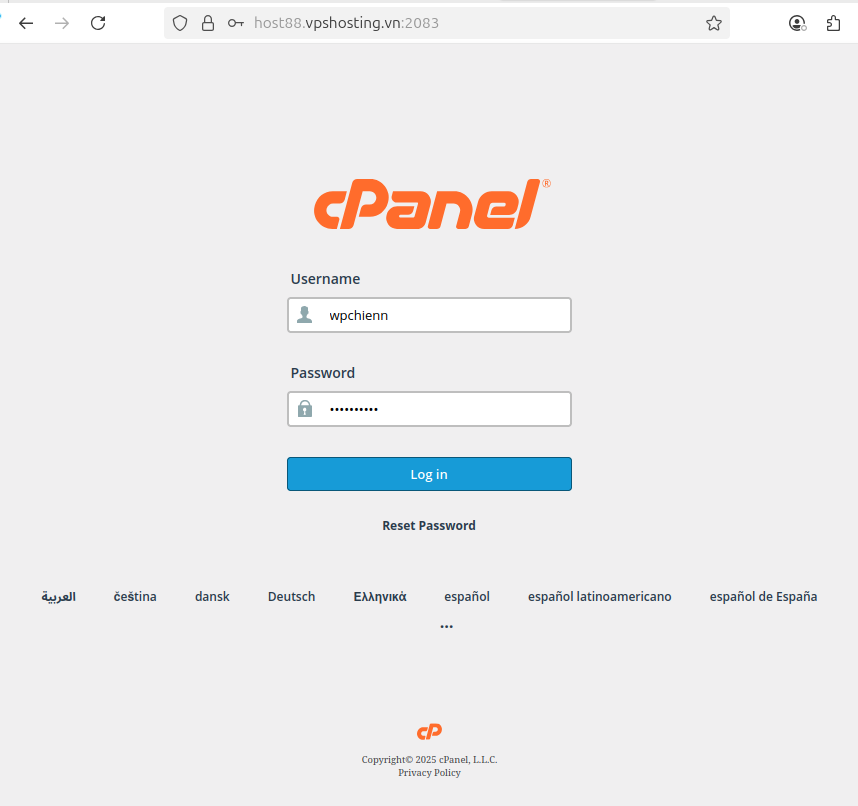 host88.vpshosting.vn:2083
cPanel®
Username
wpchienn
Password
••••••••••
Log in
Reset Password
العربية čeština dansk Deutsch Ελληνικά español español latinoamericano español de España
...
cP
Copyright© 2025 cPanel, L.L.C.
Privacy Policy